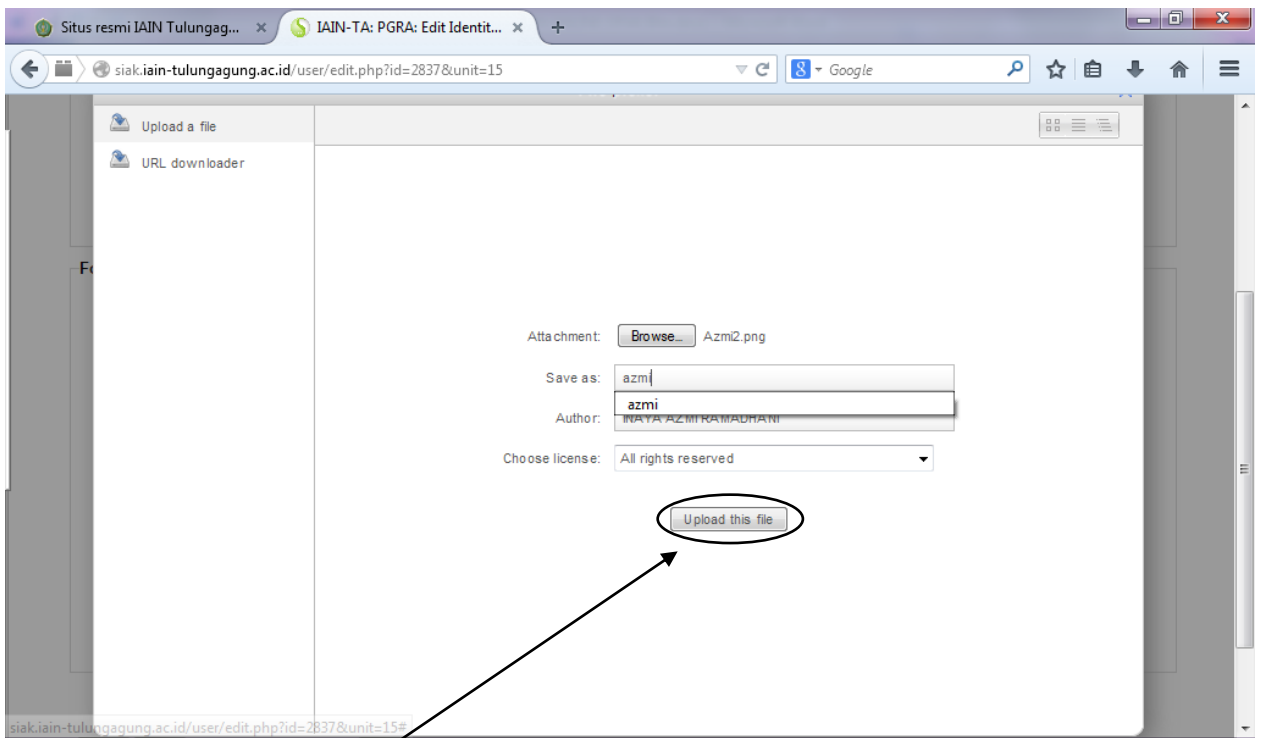 Situs resmi IAIN Tulungag...
IAIN-TA: PGRA: Edit Identit...
siak.iain-tulungagung.ac.id/user/edit.php?id=2837&unit=15
Google
Upload a file
URL downloader
Attachment: Browse... Azmi2.png
Save as: azmi
azmi
Author: INAYA AZMI RAMADHANI
Choose license: All rights reserved
Upload this file
siak.iain-tulungagung.ac.id/user/edit.php?id=2837&unit=15#